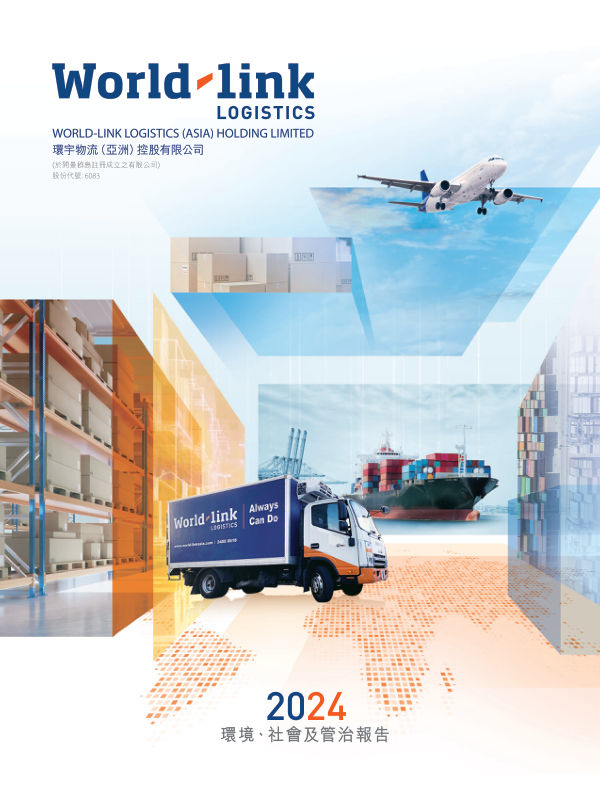 World-link
LOGISTICS
WORLD-LINK LOGISTICS (ASIA) HOLDING LIMITED
環宇物流（亞洲）控股有限公司
(於開曼群島註冊成立之有限公司)
股份代號: 6083
World-link
LOGISTICS
Always
Can Do
2024
環境、社會及管治報告